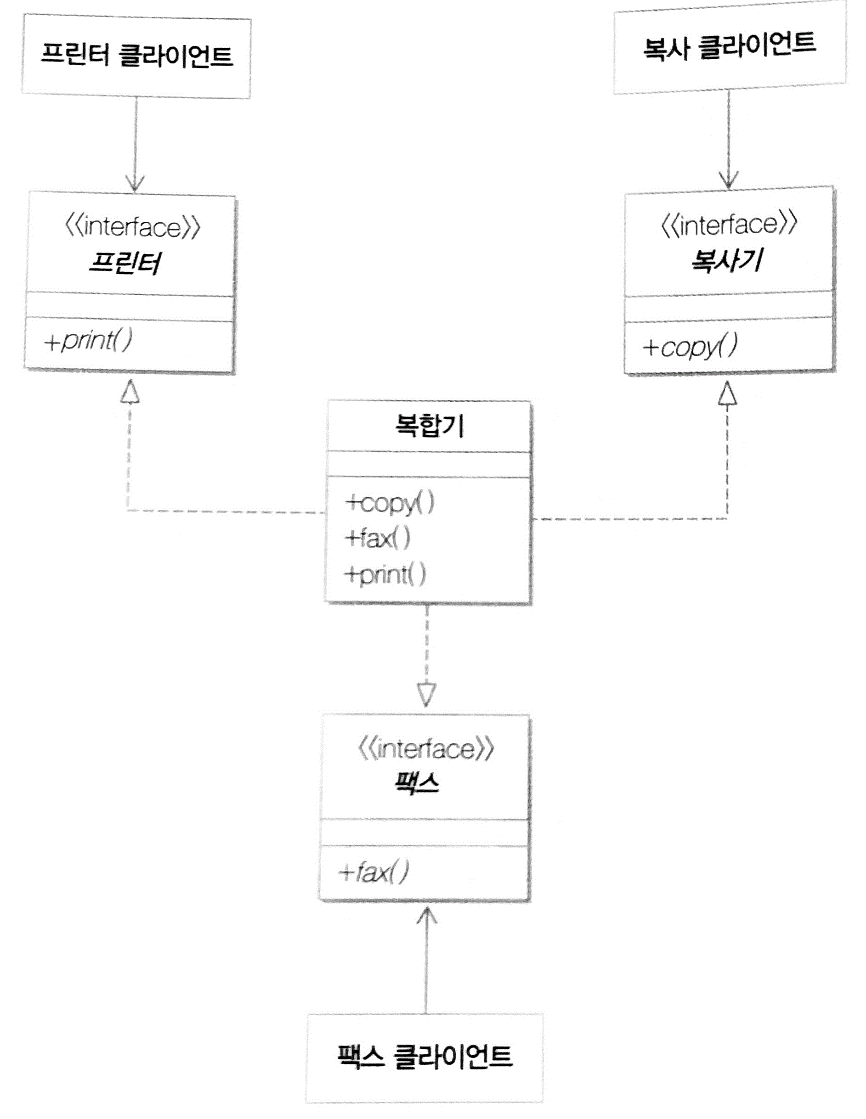 프린터 클라이언트
복사 클라이언트
《interface》
프린터
+print()
《interface》
복사기
+copy()
복합기
+copy()
+fax()
+print()
《interface》
팩스
+fax()
팩스 클라이언트